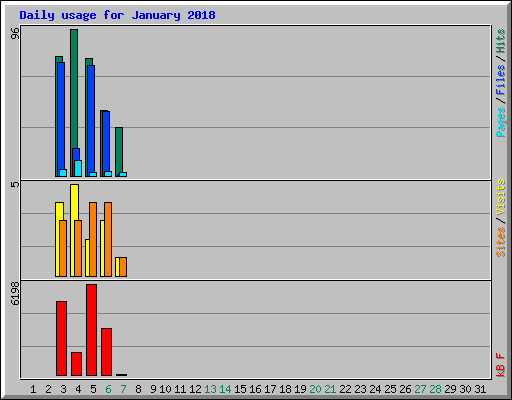 Daily usage for January 2018
96
Pages/Files/Hits
5
Sites/Visits
6198
kB F
1 2 3 4 5 6 7 8 9 10 11 12 13 14 15 16 17 18 19 20 21 22 23 24 25 26 27 28 29 30 31